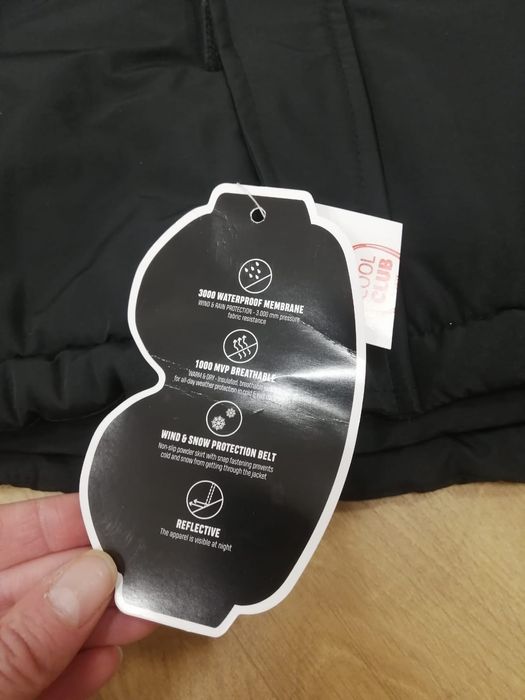 3000 WATERPROOF MEMBRANE
WIND & RAIN PROTECTION - 3.000 mm pressure
fabric resistance
1000 MVP BREATHABLE
WARM & DRY - Insulated, breathable
for all-day weather protection in cold
WIND & SNOW PROTECTION BELT
Non-slip powder skirt with snap fastening prevents
cold and snow from getting through the jacket
REFLECTIVE
The apparel is visible at night
COOL
CLUB